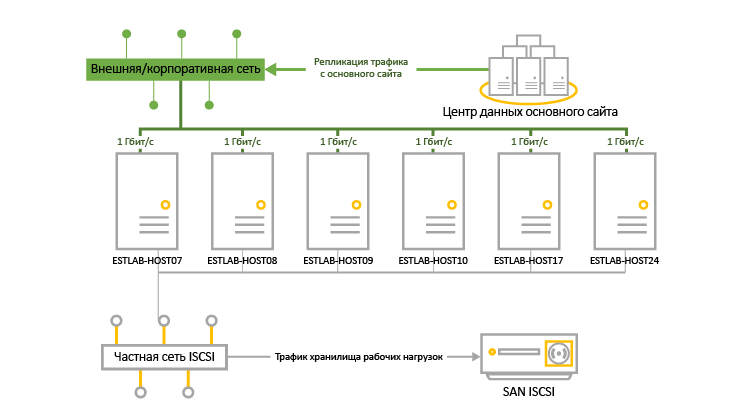 Внешняя/корпоративная сеть
Репликация трафика
с основного сайта
Центр данных основного сайта
1 Гбит/с
1 Гбит/с
1 Гбит/с
1 Гбит/с
1 Гбит/с
1 Гбит/с
ESTLAB-HOST07
ESTLAB-HOST08
ESTLAB-HOST09
ESTLAB-HOST10
ESTLAB-HOST17
ESTLAB-HOST24
Частная сеть ISCSI
Трафик хранилища рабочих нагрузок
SAN ISCSI